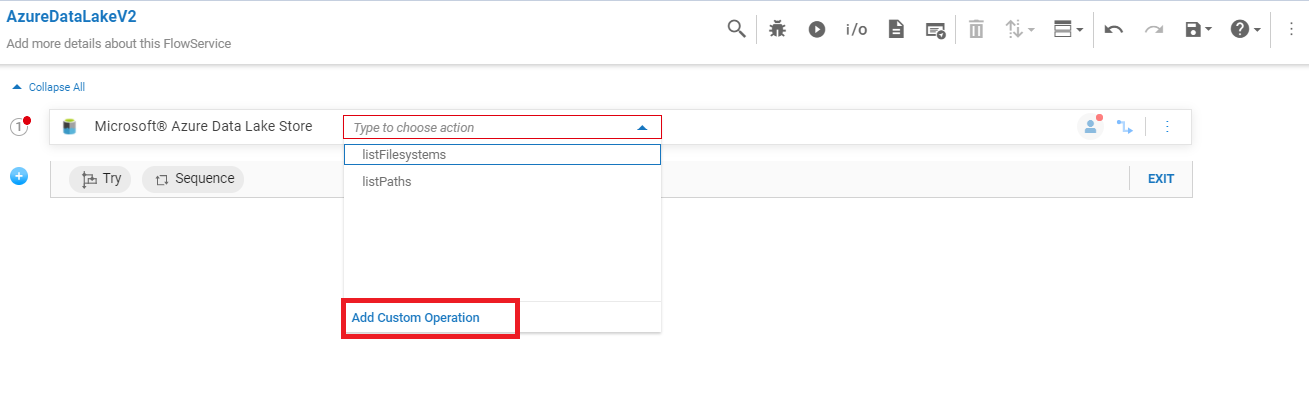 AzureDataLakeV2
Add more details about this FlowService
i/o
Collapse All
1
Microsoft® Azure Data Lake Store
Type to choose action
listFilesystems
listPaths
Try
Sequence
EXIT
Add Custom Operation